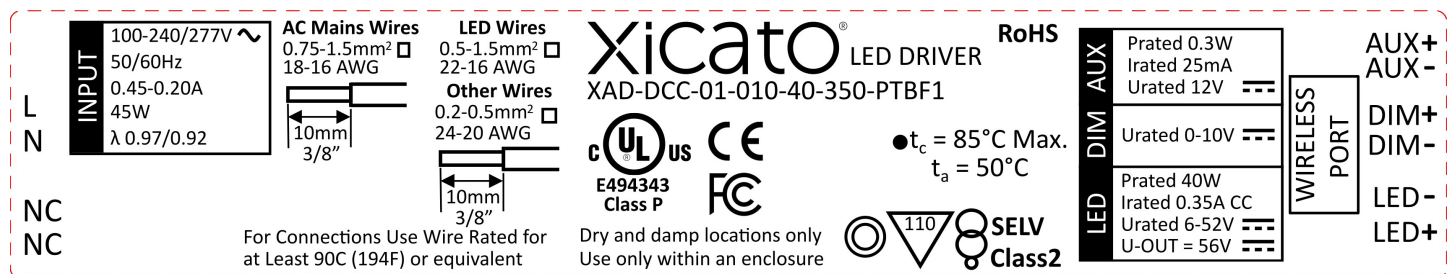 L
N
NC
NC
INPUT
100-240/277V
50/60Hz
0.45-0.20A
45W
λ 0.97/0.92
AC Mains Wires
0.75-1.5mm²
18-16 AWG
10mm
3/8”
LED Wires
0.5-1.5mm²
22-16 AWG
Other Wires
0.2-0.5mm²
24-20 AWG
10mm
3/8”
For Connections Use Wire Rated for
at Least 90C (194F) or equivalent
Xicato® LED DRIVER
XAD-DCC-01-010-40-350-PTBF1
C UL® US CE
E494343
Class P
FC
Dry and damp locations only
Use only within an enclosure
RoHS
tc = 85°C Max.
ta = 50°C
110
SELV
Class2
AUX
Prated 0.3W
Irated 25mA
Urated 12V
DIM
Urated 0-10V
LED
Prated 40W
Irated 0.35A CC
Urated 6-52V
U-OUT = 56V
WIRELESS
PORT
AUX+
AUX-
DIM+
DIM-
LED-
LED+